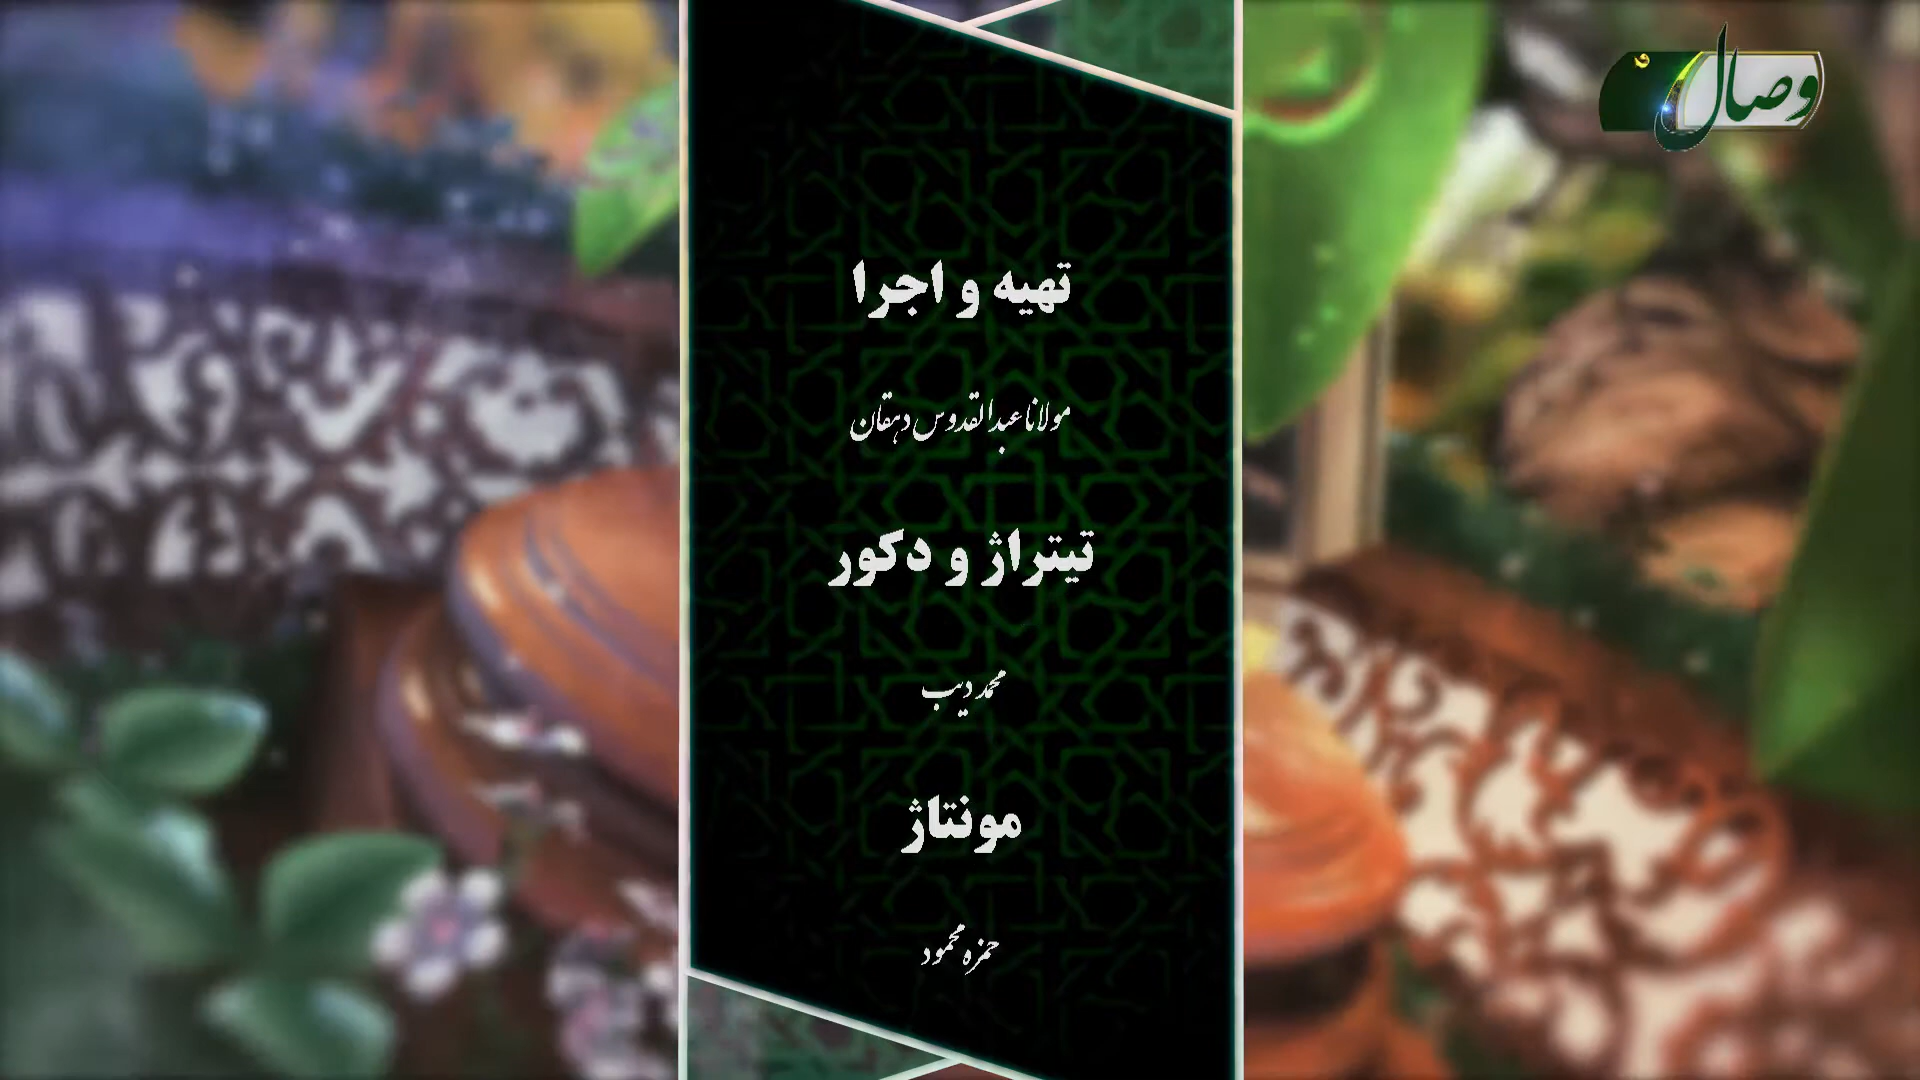 وصال
تهیه و اجرا
مولانا عبدالقدوس دهقان
تیتراژ و دکور
محمد دیب
مونتاژ
حمزه محمود